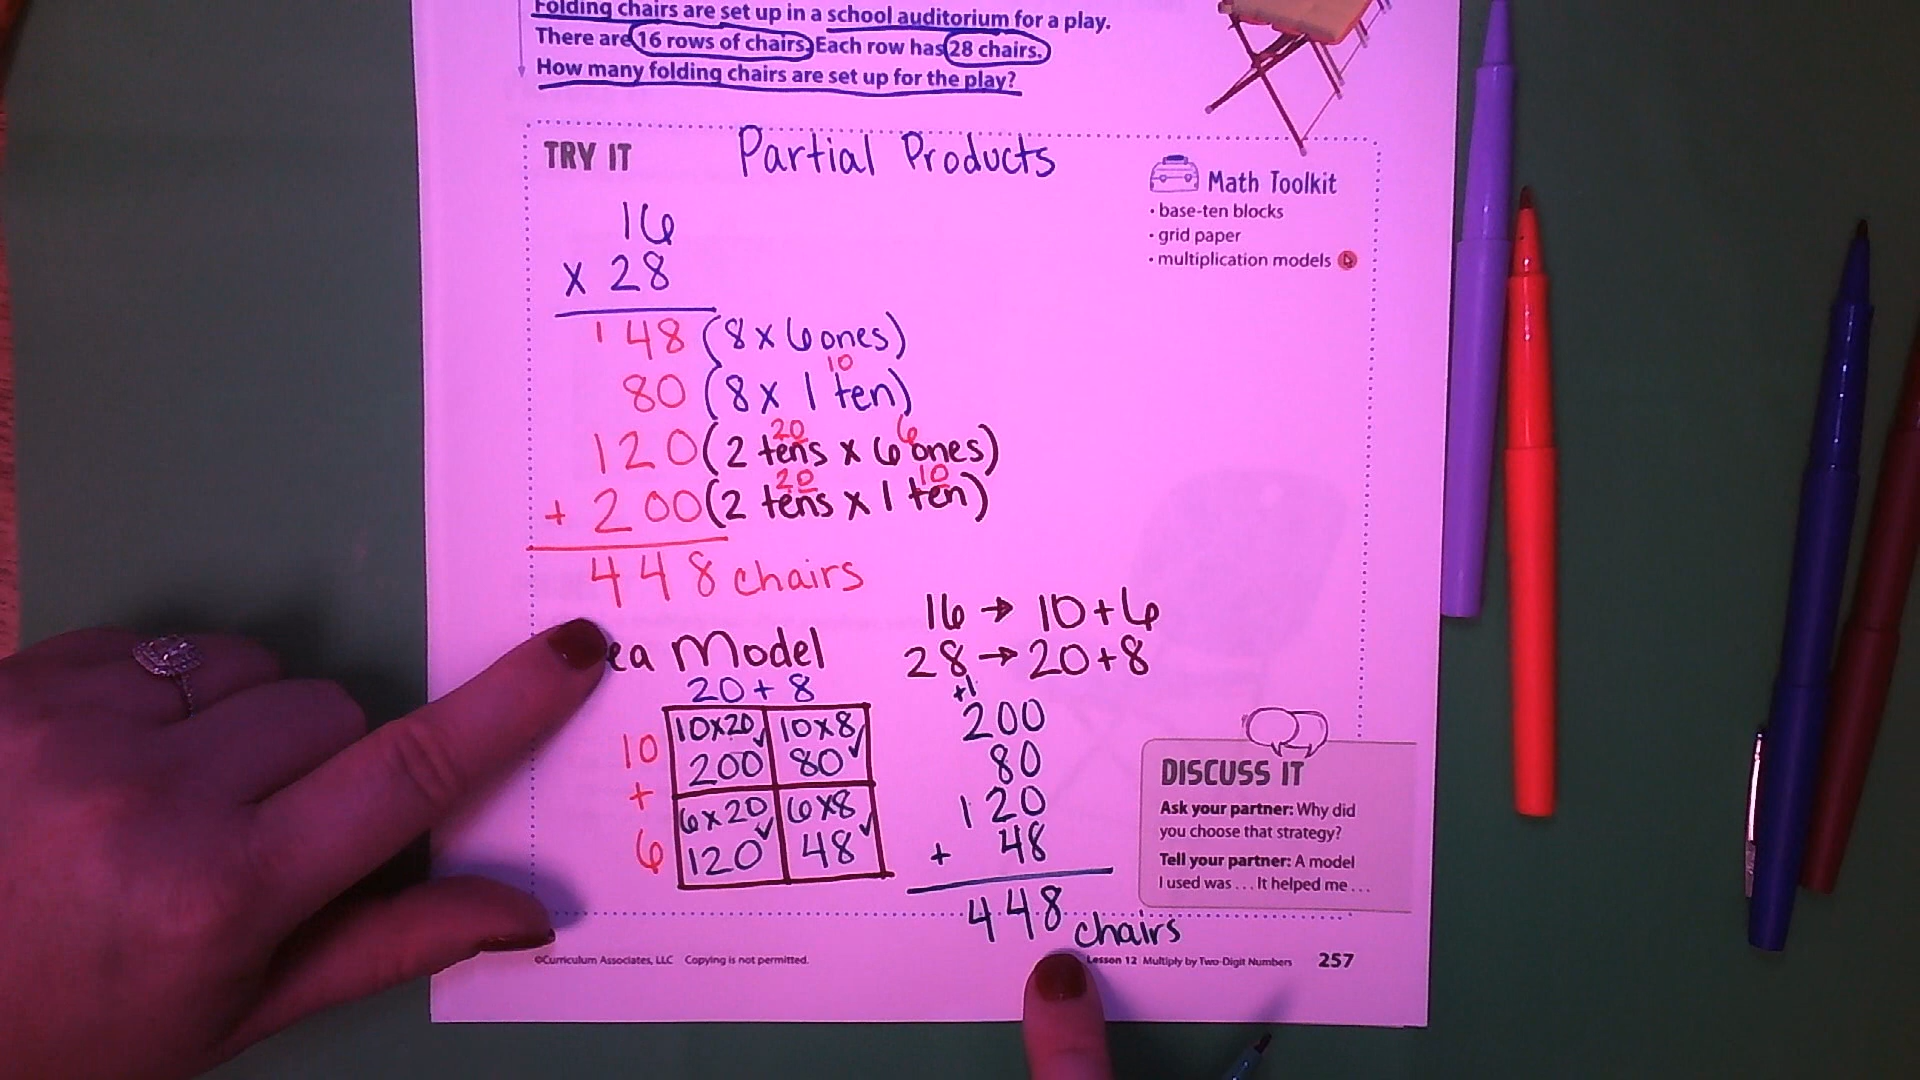 Folding chairs are set up in a school auditorium for a play.
There are 16 rows of chairs. Each row has 28 chairs.
How many folding chairs are set up for the play?
TRY IT
Partial Products
Math Toolkit
• base-ten blocks
• grid paper
• multiplication models
16
x 28
1
48 (8 x 6 ones)
10
80 (8 x 1 ten)
20 6
120 (2 tens x 6 ones)
20 10
+ 200 (2 tens x 1 ten)
448 chairs
ea Model
20 + 8
10
+
6
10x20
200
10x8
80
6x20
120
6x8
48
16 → 10+6
28 → 20+8
+1
200
80
120
+ 48
448 chairs
DISCUSS IT
Ask your partner: Why did
you choose that strategy?
Tell your partner: A model
I used was . . . It helped me . . .
©Curriculum Associates, LLC Copying is not permitted.
Lesson 12 Multiply by Two-Digit Numbers 257